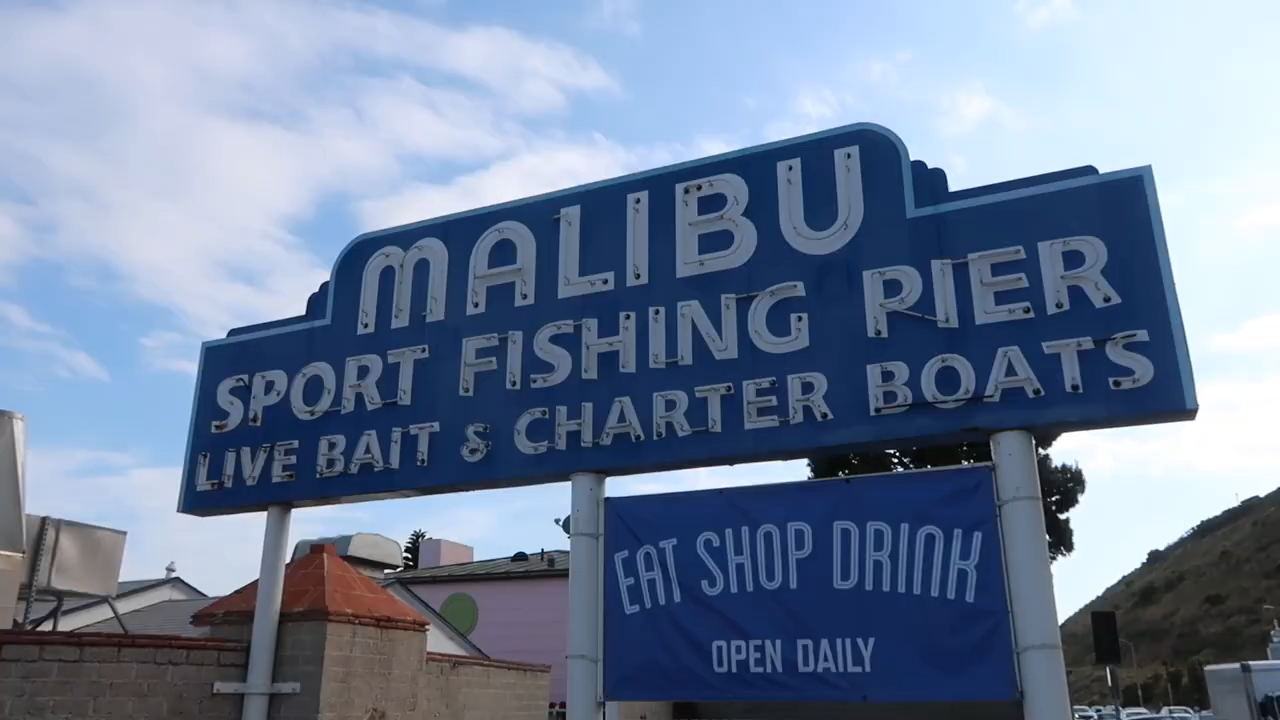 MALIBU
SPORT FISHING PIER
LIVE BAIT & CHARTER BOATS
EAT SHOP DRINK
OPEN DAILY